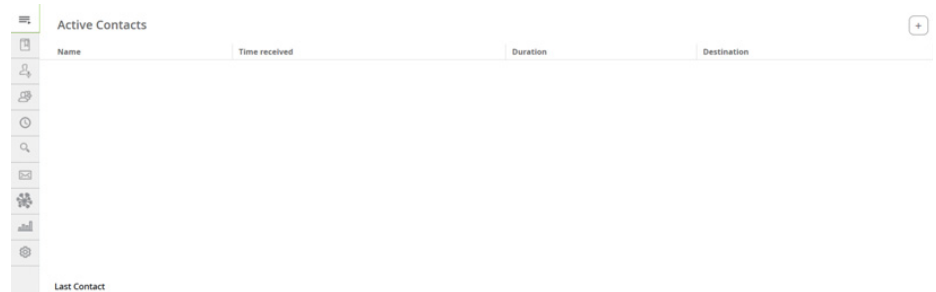 Active Contacts
+
Name Time received Duration Destination
Last Contact